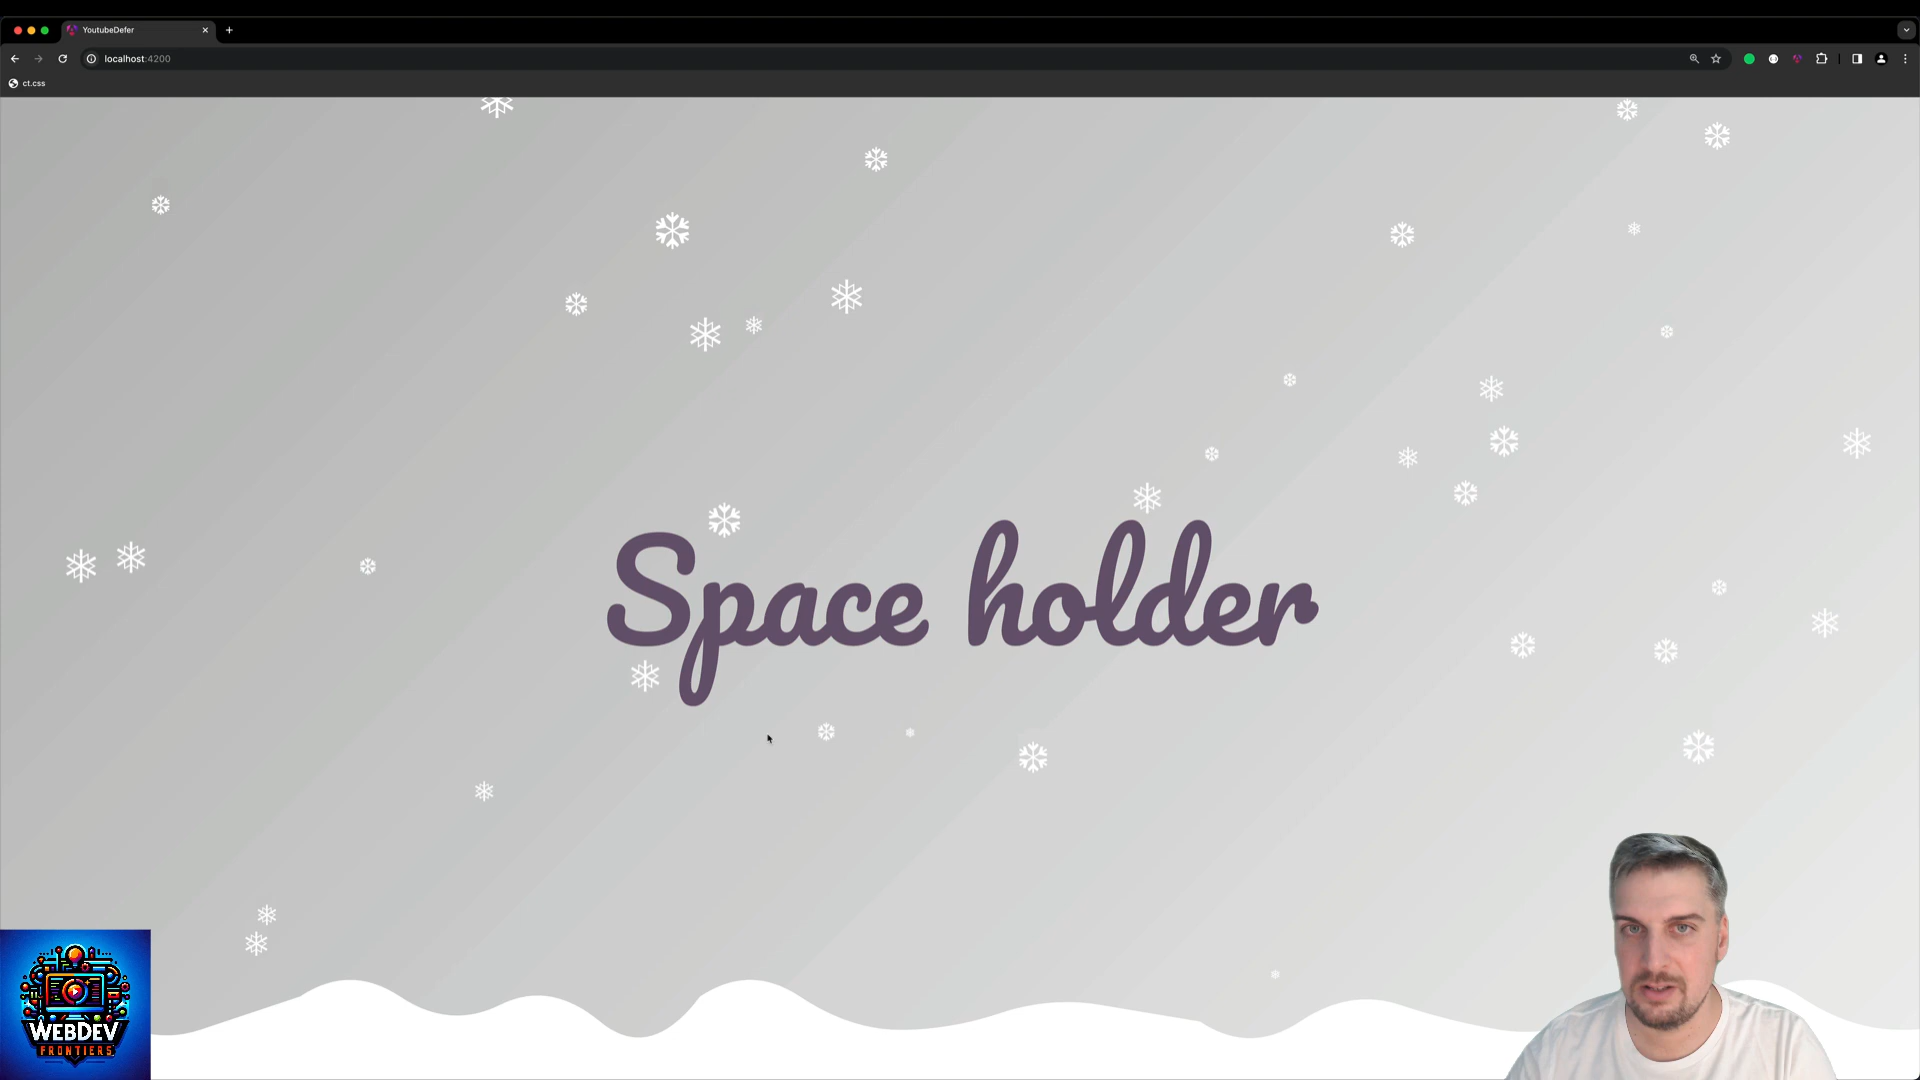 YoutubeDefer
localhost:4200
ct.css
Space holder
WEBDEV
FRONTIERS